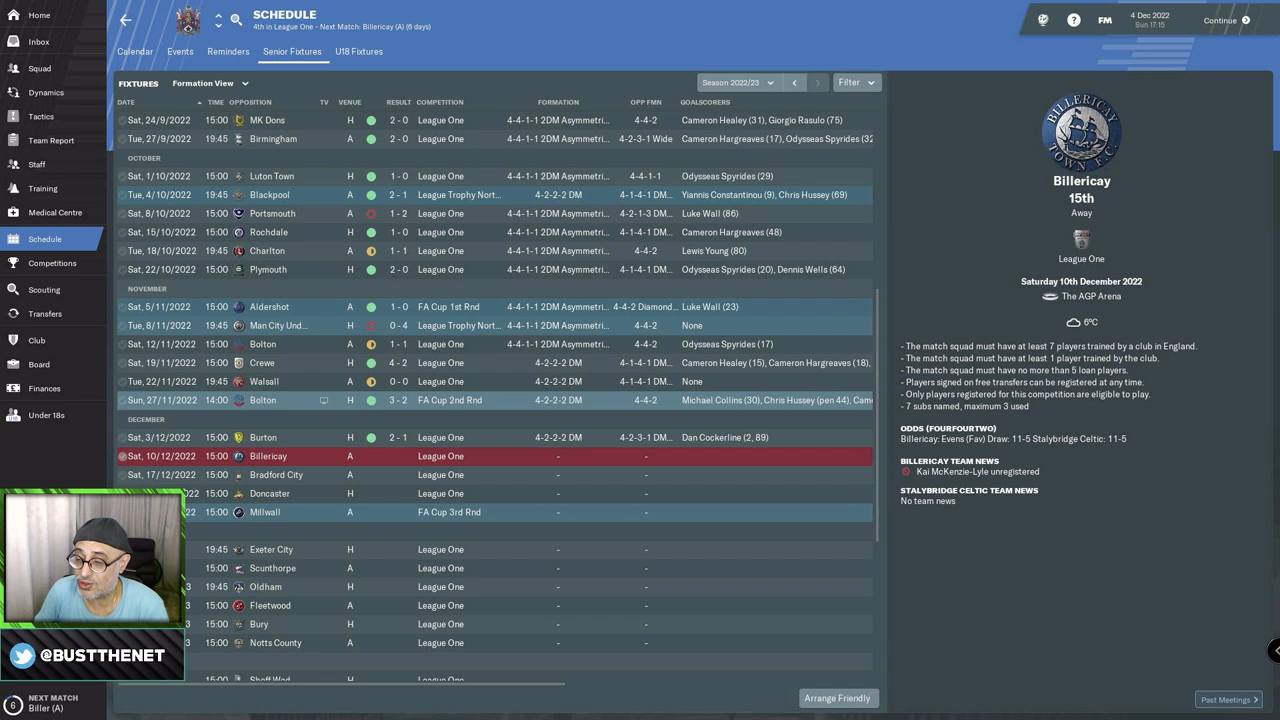 SCHEDULE
4th in League One - Next Match: Billericay (A) (6 days)
4 Dec 2022
Sun 17:15
FM
Continue
Home
Inbox
Squad
Dynamics
Tactics
Team Report
Staff
Training
Medical Centre
Schedule
Competitions
Scouting
Transfers
Club
Board
Finances
Under 18s
NEXT MATCH
6 Biller (A)
Calendar Events Reminders Senior Fixtures U18 Fixtures
FIXTURES Formation View Season 2022/23 Filter
DATE TIME OPPOSITION TV VENUE RESULT COMPETITION FORMATION OPP FMN GOALSCORERS
Sat, 24/9/2022 15:00 MK Dons H 2 - 0 League One 4-4-1-1 2DM Asymmetri... 4-4-2 Cameron Healey (31), Giorgio Rasulo (75)
Tue, 27/9/2022 19:45 Birmingham A 2 - 0 League One 4-4-1-1 2DM Asymmetri... 4-2-3-1 Wide Cameron Hargreaves (17), Odysseas Spyrides (32
OCTOBER
Sat, 1/10/2022 15:00 Luton Town H 1 - 0 League One 4-4-1-1 2DM Asymmetri... 4-4-1-1 Odysseas Spyrides (29)
Tue, 4/10/2022 19:45 Blackpool A 2 - 1 League Trophy Nort... 4-2-2-2 DM 4-1-4-1 DM... Yiannis Constantinou (9), Chris Hussey (69)
Sat, 8/10/2022 15:00 Portsmouth A 1 - 2 League One 4-4-1-1 2DM Asymmetri... 4-2-1-3 DM... Luke Wall (86)
Sat, 15/10/2022 15:00 Rochdale H 1 - 0 League One 4-4-1-1 2DM Asymmetri... 4-1-4-1 DM... Cameron Hargreaves (48)
Tue, 18/10/2022 19:45 Charlton A 1 - 1 League One 4-4-1-1 2DM Asymmetri... 4-4-2 Lewis Young (80)
Sat, 22/10/2022 15:00 Plymouth H 2 - 0 League One 4-4-1-1 2DM Asymmetri... 4-1-4-1 DM... Odysseas Spyrides (20), Dennis Wells (64)
NOVEMBER
Sat, 5/11/2022 15:00 Aldershot A 1 - 0 FA Cup 1st Rnd 4-4-1-1 2DM Asymmetri... 4-4-2 Diamond... Luke Wall (23)
Tue, 8/11/2022 19:45 Man City Und... H 0 - 4 League Trophy Nort... 4-4-1-1 2DM Asymmetri... 4-4-2 None
Sat, 12/11/2022 15:00 Bolton A 1 - 1 League One 4-4-1-1 2DM Asymmetri... 4-4-2 Odysseas Spyrides (17)
Sat, 19/11/2022 15:00 Crewe H 4 - 2 League One 4-2-2-2 DM 4-1-4-1 DM... Cameron Healey (15), Cameron Hargreaves (18),
Tue, 22/11/2022 19:45 Walsall A 0 - 0 League One 4-2-2-2 DM 4-1-4-1 DM... None
Sun, 27/11/2022 14:00 Bolton H 3 - 2 FA Cup 2nd Rnd 4-2-2-2 DM 4-4-2 Michael Collins (30), Chris Hussey (pen 44), Came
DECEMBER
Sat, 3/12/2022 15:00 Burton H 2 - 1 League One 4-2-2-2 DM 4-2-3-1 DM... Dan Cockerline (2, 89)
Sat, 10/12/2022 15:00 Billericay A League One - -
Sat, 17/12/2022 15:00 Bradford City A League One - -
2022 15:00 Doncaster H League One - -
2022 15:00 Millwall A FA Cup 3rd Rnd - -
19:45 Exeter City H League One - -
15:00 Scunthorpe A League One - -
3 19:45 Oldham H League One - -
3 15:00 Fleetwood A League One - -
15:00 Bury H League One - -
3 15:00 Notts County A League One - -
15:00 Sheff Wed H League One
Arrange Friendly
BILLERICAY
TOWN F.C.
Billericay
15th
Away
League One
Saturday 10th December 2022
The AGP Arena
6ºC
- The match squad must have at least 7 players trained by a club in England.
- The match squad must have at least 1 player trained by the club.
- The match squad must have no more than 5 loan players.
- Players signed on free transfers can be registered at any time.
- Only players registered for this competition are eligible to play.
- 7 subs named, maximum 3 used
ODDS (FOURFOURTWO)
Billericay: Evens (Fav) Draw: 11-5 Stalybridge Celtic: 11-5
BILLERICAY TEAM NEWS
Kai McKenzie-Lyle unregistered
STALYBRIDGE CELTIC TEAM NEWS
No team news
Past Meetings
@BUSTTHENET